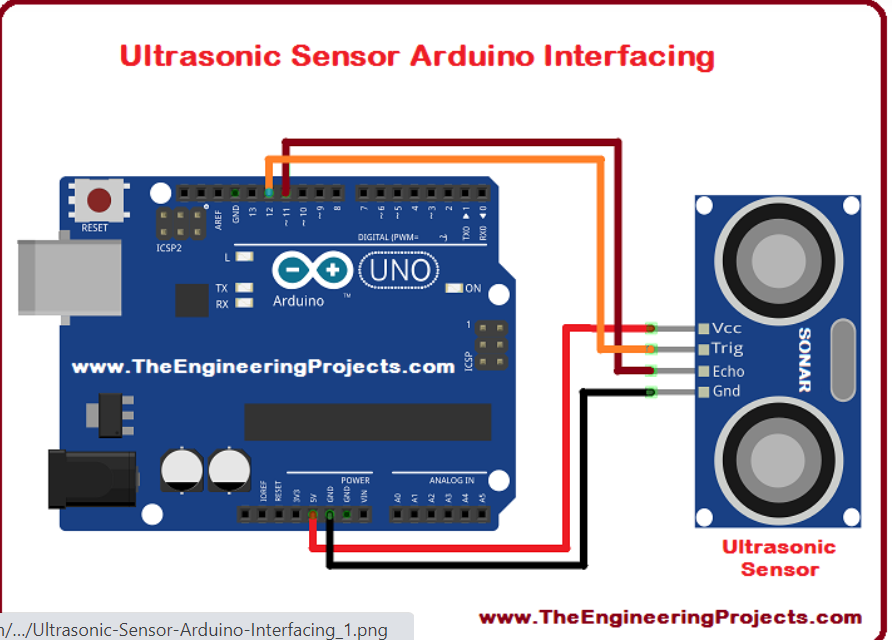 Ultrasonic Sensor Arduino Interfacing
RESET
ICSP2
AREF
GND
13
12
~11
~10
~9
8
7
~6
~5
4
~3
2
TX0 ▶ 1
RX0 ◀ 0
DIGITAL (PWM= ~)
L
TX
RX
Arduino
™
UNO
ON
1
ICSP
www.TheEngineeringProjects.com
Vcc
Trig
Echo
Gnd
SONAR
IOREF
RESET
3V3
5V
GND
GND
VIN
POWER
ANALOG IN
A0
A1
A2
A3
A4
A5
Ultrasonic
Sensor
www.TheEngineeringProjects.com
n/.../Ultrasonic-Sensor-Arduino-Interfacing_1.png